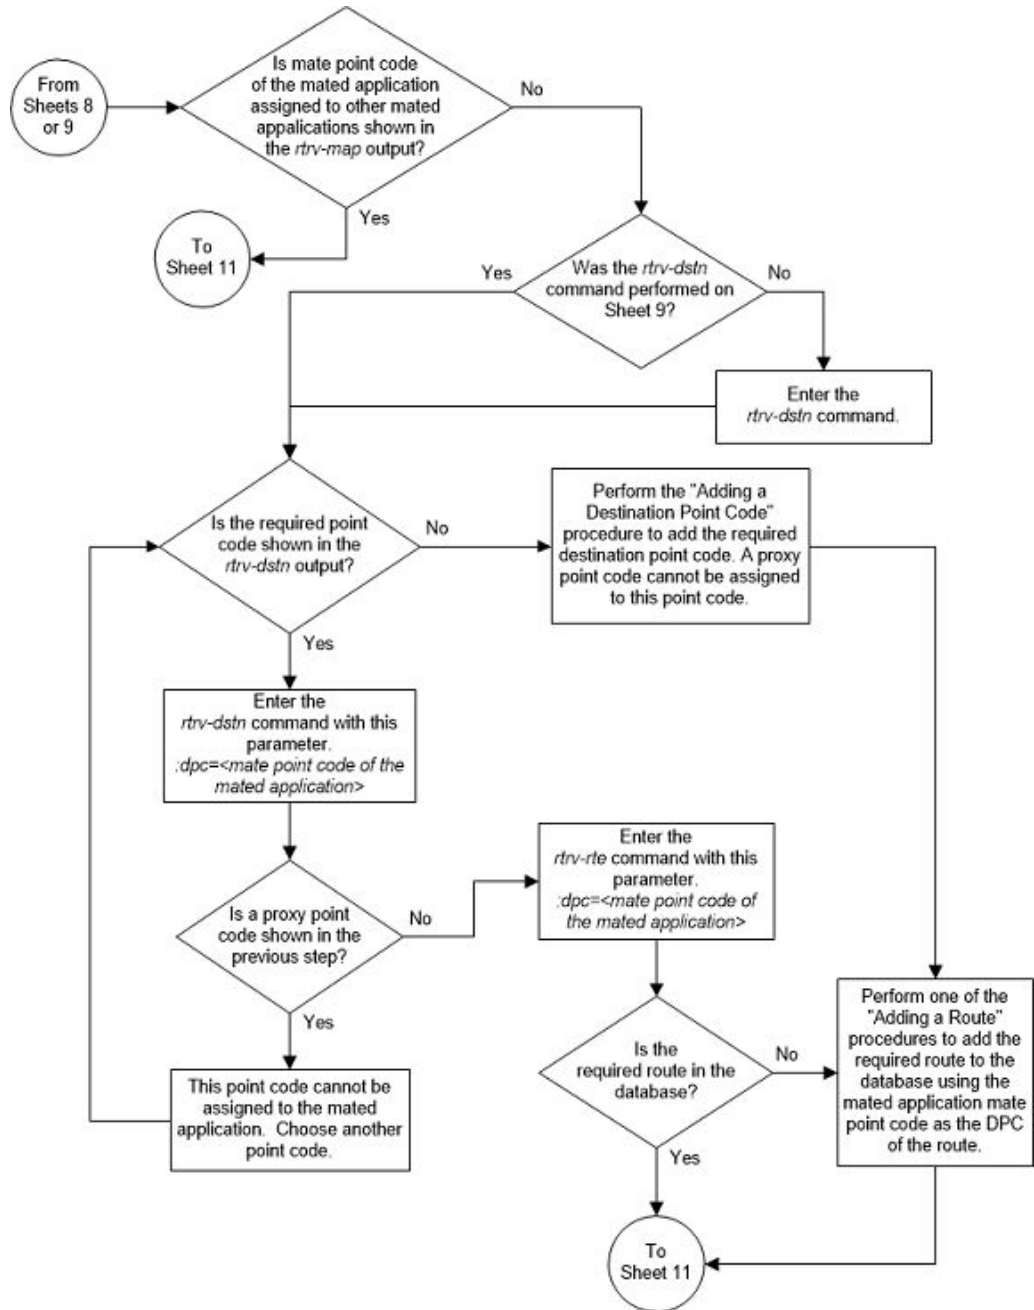 From
Sheets 8
or 9
Is mate point code
of the mated application
assigned to other mated
appalications shown in
the rtrv-map output?
No
Yes
To
Sheet 11
Was the rtrv-dstn
command performed on
Sheet 9?
Yes
No
Enter the
rtrv-dstn command.
Is the required point
code shown in the
rtrv-dstn output?
No
Perform the "Adding a
Destination Point Code"
procedure to add the required
destination point code. A proxy
point code cannot be assigned
to this point code.
Yes
Enter the
rtrv-dstn command with this
parameter.
:dpc=<mate point code of the
mated application>
Is a proxy point
code shown in the
previous step?
No
Enter the
rtrv-rte command with this
parameter.
:dpc=<mate point code of
the mated application>
Yes
This point code cannot be
assigned to the mated
application. Choose another
point code.
Is the
required route in the
database?
No
Perform one of the
"Adding a Route"
procedures to add the
required route to the
database using the
mated application mate
point code as the DPC
of the route.
Yes
To
Sheet 11